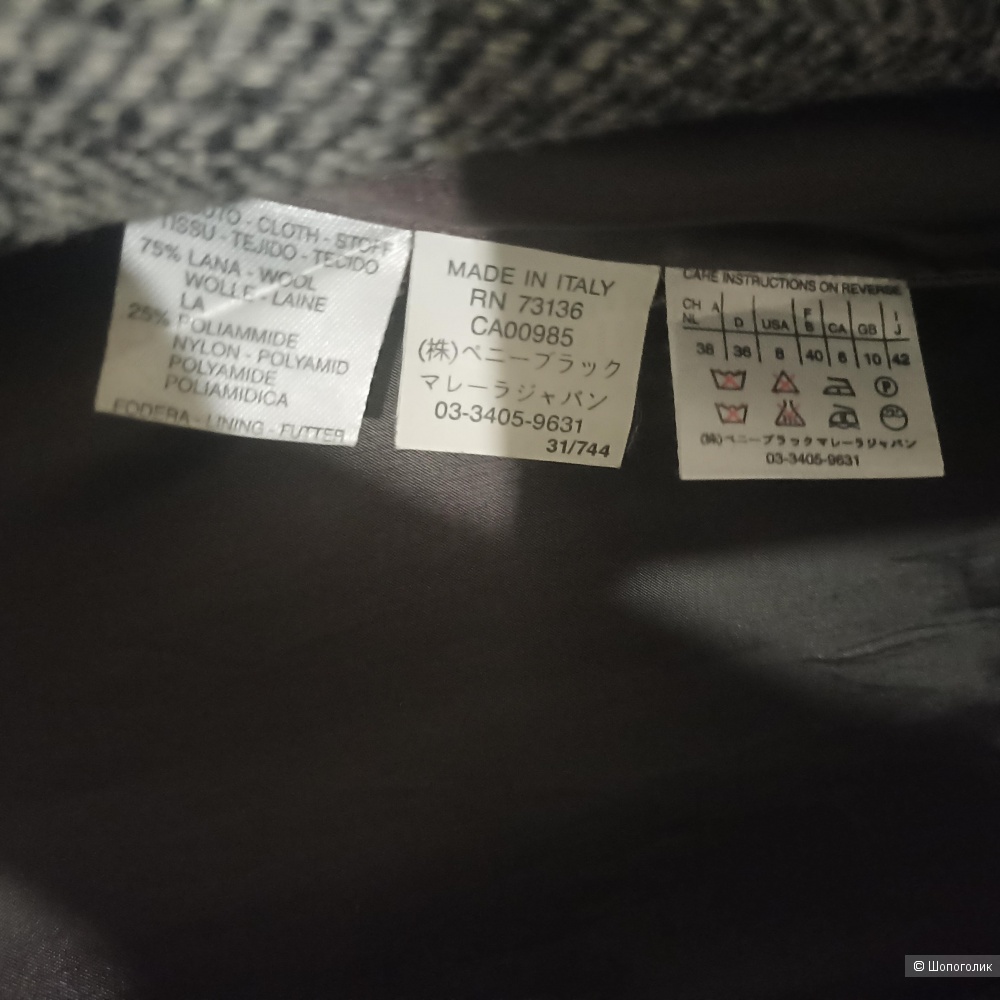 UTO - CLOTH - STOFF
TISSU - TEJIDO - TECIDO
75% LANA - WOOL
WOLLE - LAINE
LA
25% POLIAMMIDE
NYLON - POLYAMID
POLYAMIDE
POLIAMIDICA
FODERA - LINING - FUTTER
MADE IN ITALY
RN 73136
CA00985
(株)ペニーブラック
マレーラジャパン
03-3405-9631
31/744
CARE INSTRUCTIONS ON REVERSE
CH A F I
NL D USA B CA GB J
38 36 8 40 8 10 42
P
(株)ペニーブラックマレーラジャパン
03-3405-9631
© Шопоголик